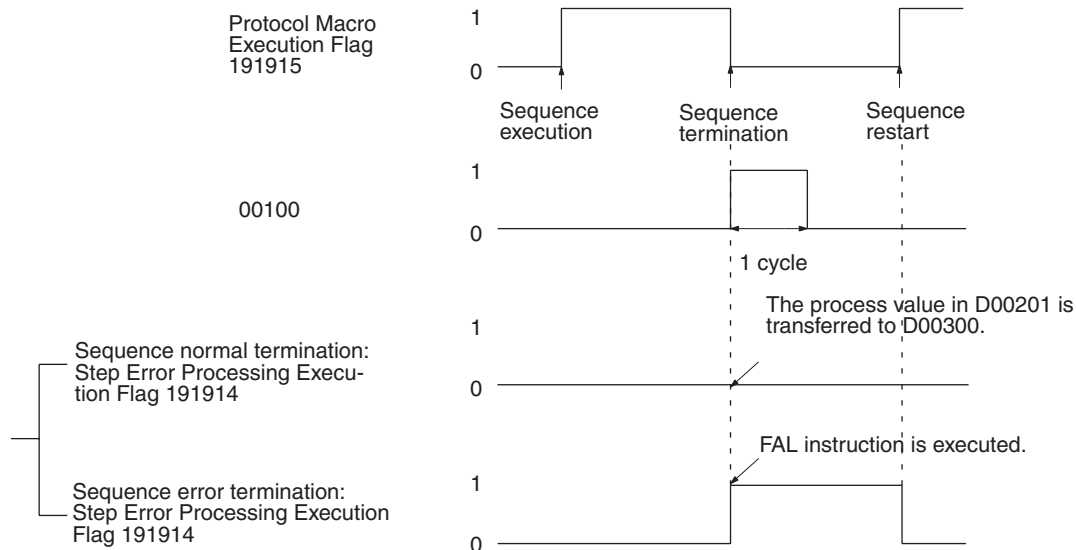 Protocol Macro
Execution Flag
191915
1
0
Sequence
execution
Sequence
termination
Sequence
restart
00100
1
0
1 cycle
The process value in D00201 is
transferred to D00300.
Sequence normal termination:
Step Error Processing Execu-
tion Flag 191914
1
0
FAL instruction is executed.
Sequence error termination:
Step Error Processing Execution
Flag 191914
1
0